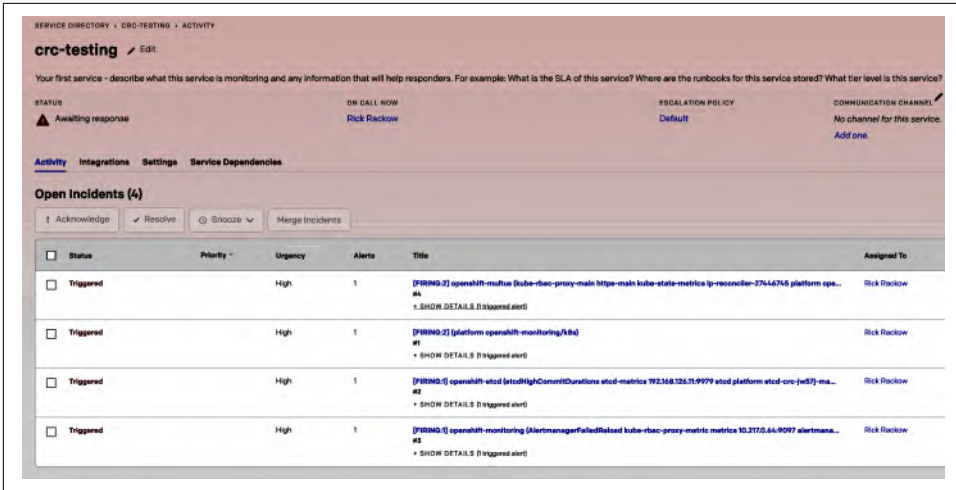 SERVICE DIRECTORY › CRC-TESTING › ACTIVITY
crc-testing Edit
Your first service - describe what this service is monitoring and any information that will help responders. For example: What is the SLA of this service? Where are the runbooks for this service stored? What tier level is this service?
STATUS ON CALL NOW ESCALATION POLICY COMMUNICATION CHANNEL
Awaiting response Rick Rackow Default No channel for this service.
Add one.
Activity Integrations Settings Service Dependencies
Open Incidents (4)
Acknowledge Resolve Snooze Merge Incidents
Status Priority Urgency Alerts Title Assigned To
Triggered High 1 [FIRING:2] openshift-multus (kube-rbac-proxy-main https-main kube-state-metrics ip-reconciler-27446745 platform ope... Rick Rackow
#4
+ SHOW DETAILS (1 triggered alert)
Triggered High 1 [FIRING:2] (platform openshift-monitoring/k8s) Rick Rackow
#1
+ SHOW DETAILS (1 triggered alert)
Triggered High 1 [FIRING:1] openshift-etcd (etcdHighCommitDurations etcd-metrics 192.168.126.11:9979 etcd platform etcd-crc-jw57j-ma... Rick Rackow
#2
+ SHOW DETAILS (1 triggered alert)
Triggered High 1 [FIRING:1] openshift-monitoring (AlertmanagerFailedReload kube-rbac-proxy-metric metrics 10.217.0.64:9097 alertmana... Rick Rackow
#3
+ SHOW DETAILS (1 triggered alert)